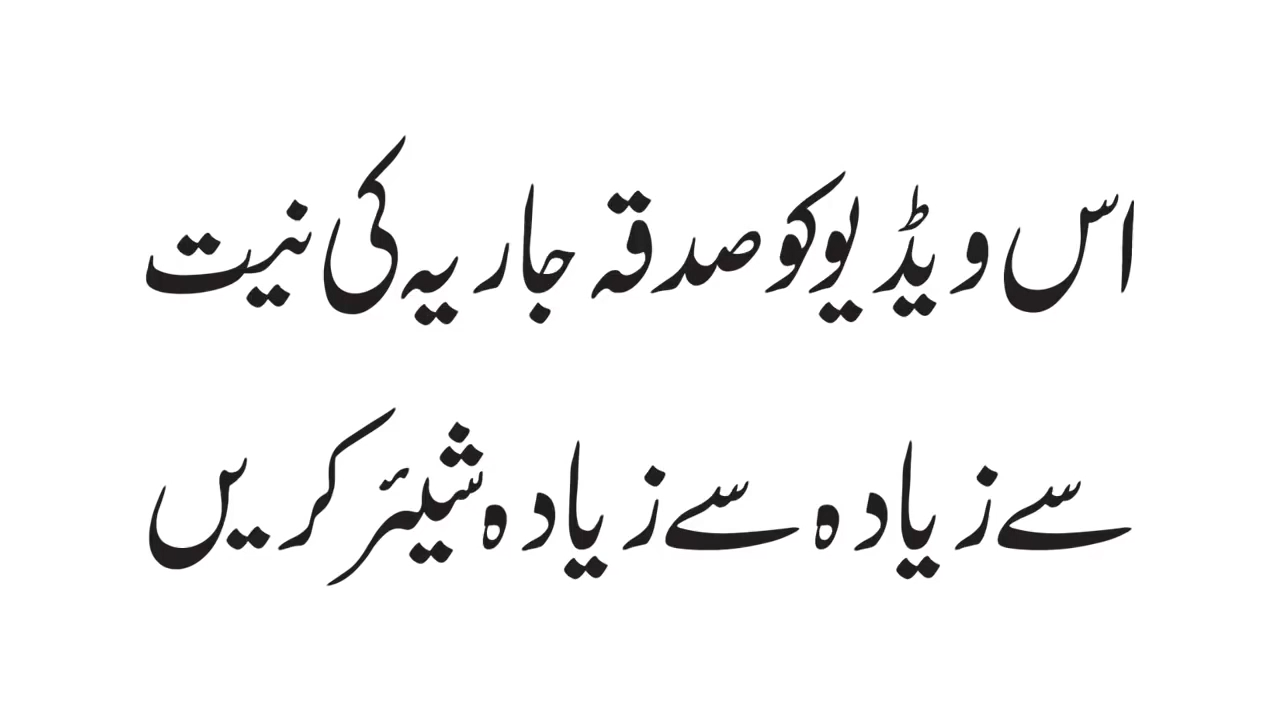 اس ویڈیو کو صدقہ جاریہ کی نیت
سے زیادہ سے زیادہ شیئر کریں